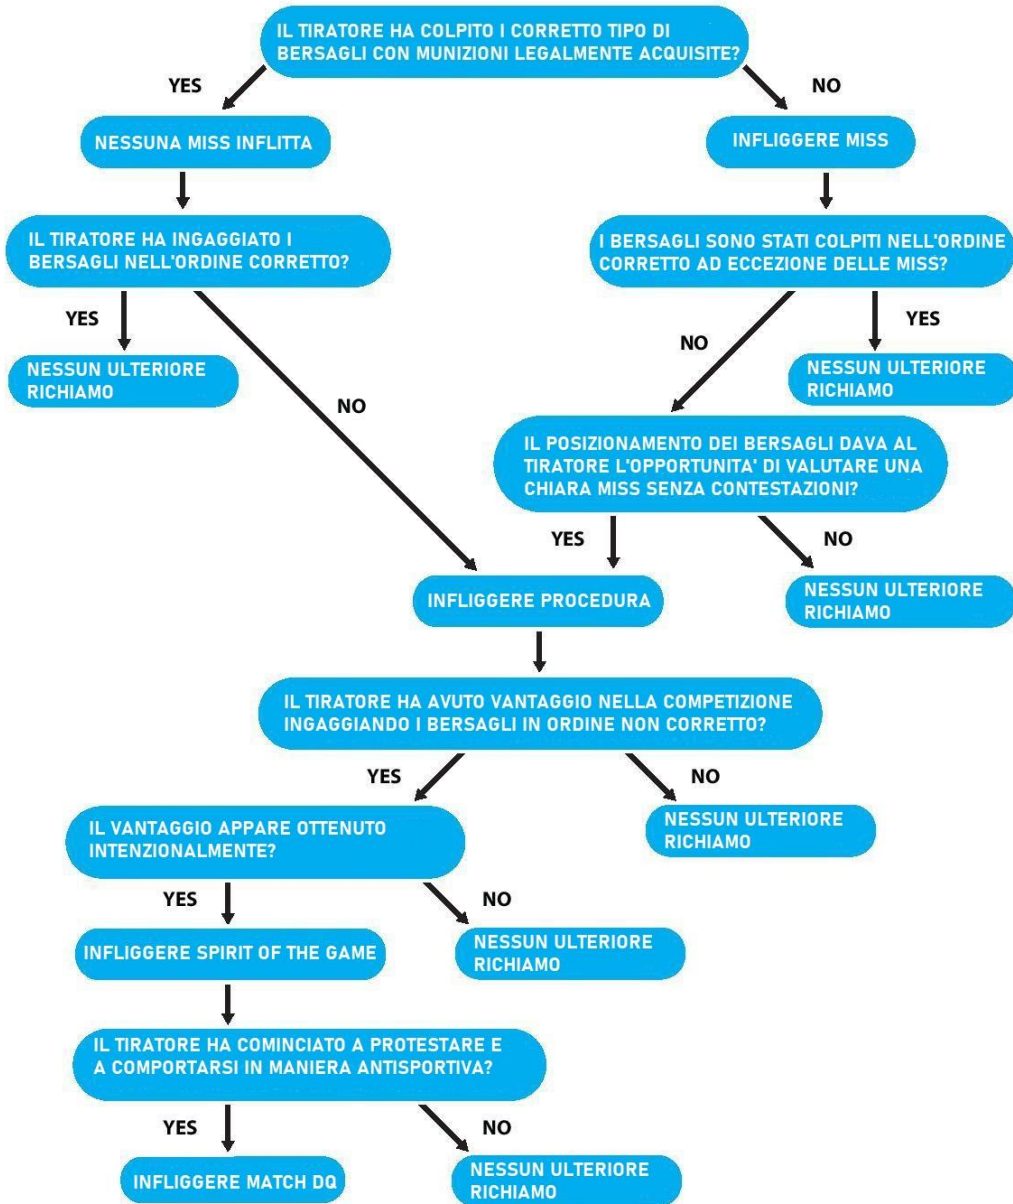 IL TIRATORE HA COLPITO I CORRETTO TIPO DI
BERSAGLI CON MUNIZIONI LEGALMENTE ACQUISITE?
YES
NO
NESSUNA MISS INFLITTA
INFLIGGERE MISS
IL TIRATORE HA INGAGGIATO I
BERSAGLI NELL'ORDINE CORRETTO?
I BERSAGLI SONO STATI COLPITI NELL'ORDINE
CORRETTO AD ECCEZIONE DELLE MISS?
YES
NO
NO
YES
NESSUN ULTERIORE
RICHIAMO
NESSUN ULTERIORE
RICHIAMO
IL POSIZIONAMENTO DEI BERSAGLI DAVA AL
TIRATORE L'OPPORTUNITA' DI VALUTARE UNA
CHIARA MISS SENZA CONTESTAZIONI?
YES
NO
INFLIGGERE PROCEDURA
NESSUN ULTERIORE
RICHIAMO
IL TIRATORE HA AVUTO VANTAGGIO NELLA COMPETIZIONE
INGAGGIANDO I BERSAGLI IN ORDINE NON CORRETTO?
YES
NO
IL VANTAGGIO APPARE OTTENUTO
INTENZIONALMENTE?
NESSUN ULTERIORE
RICHIAMO
YES
NO
INFLIGGERE SPIRIT OF THE GAME
NESSUN ULTERIORE
RICHIAMO
IL TIRATORE HA COMINCIATO A PROTESTARE E
A COMPORTARSI IN MANIERA ANTISPORTIVA?
YES
NO
INFLIGGERE MATCH DQ
NESSUN ULTERIORE
RICHIAMO